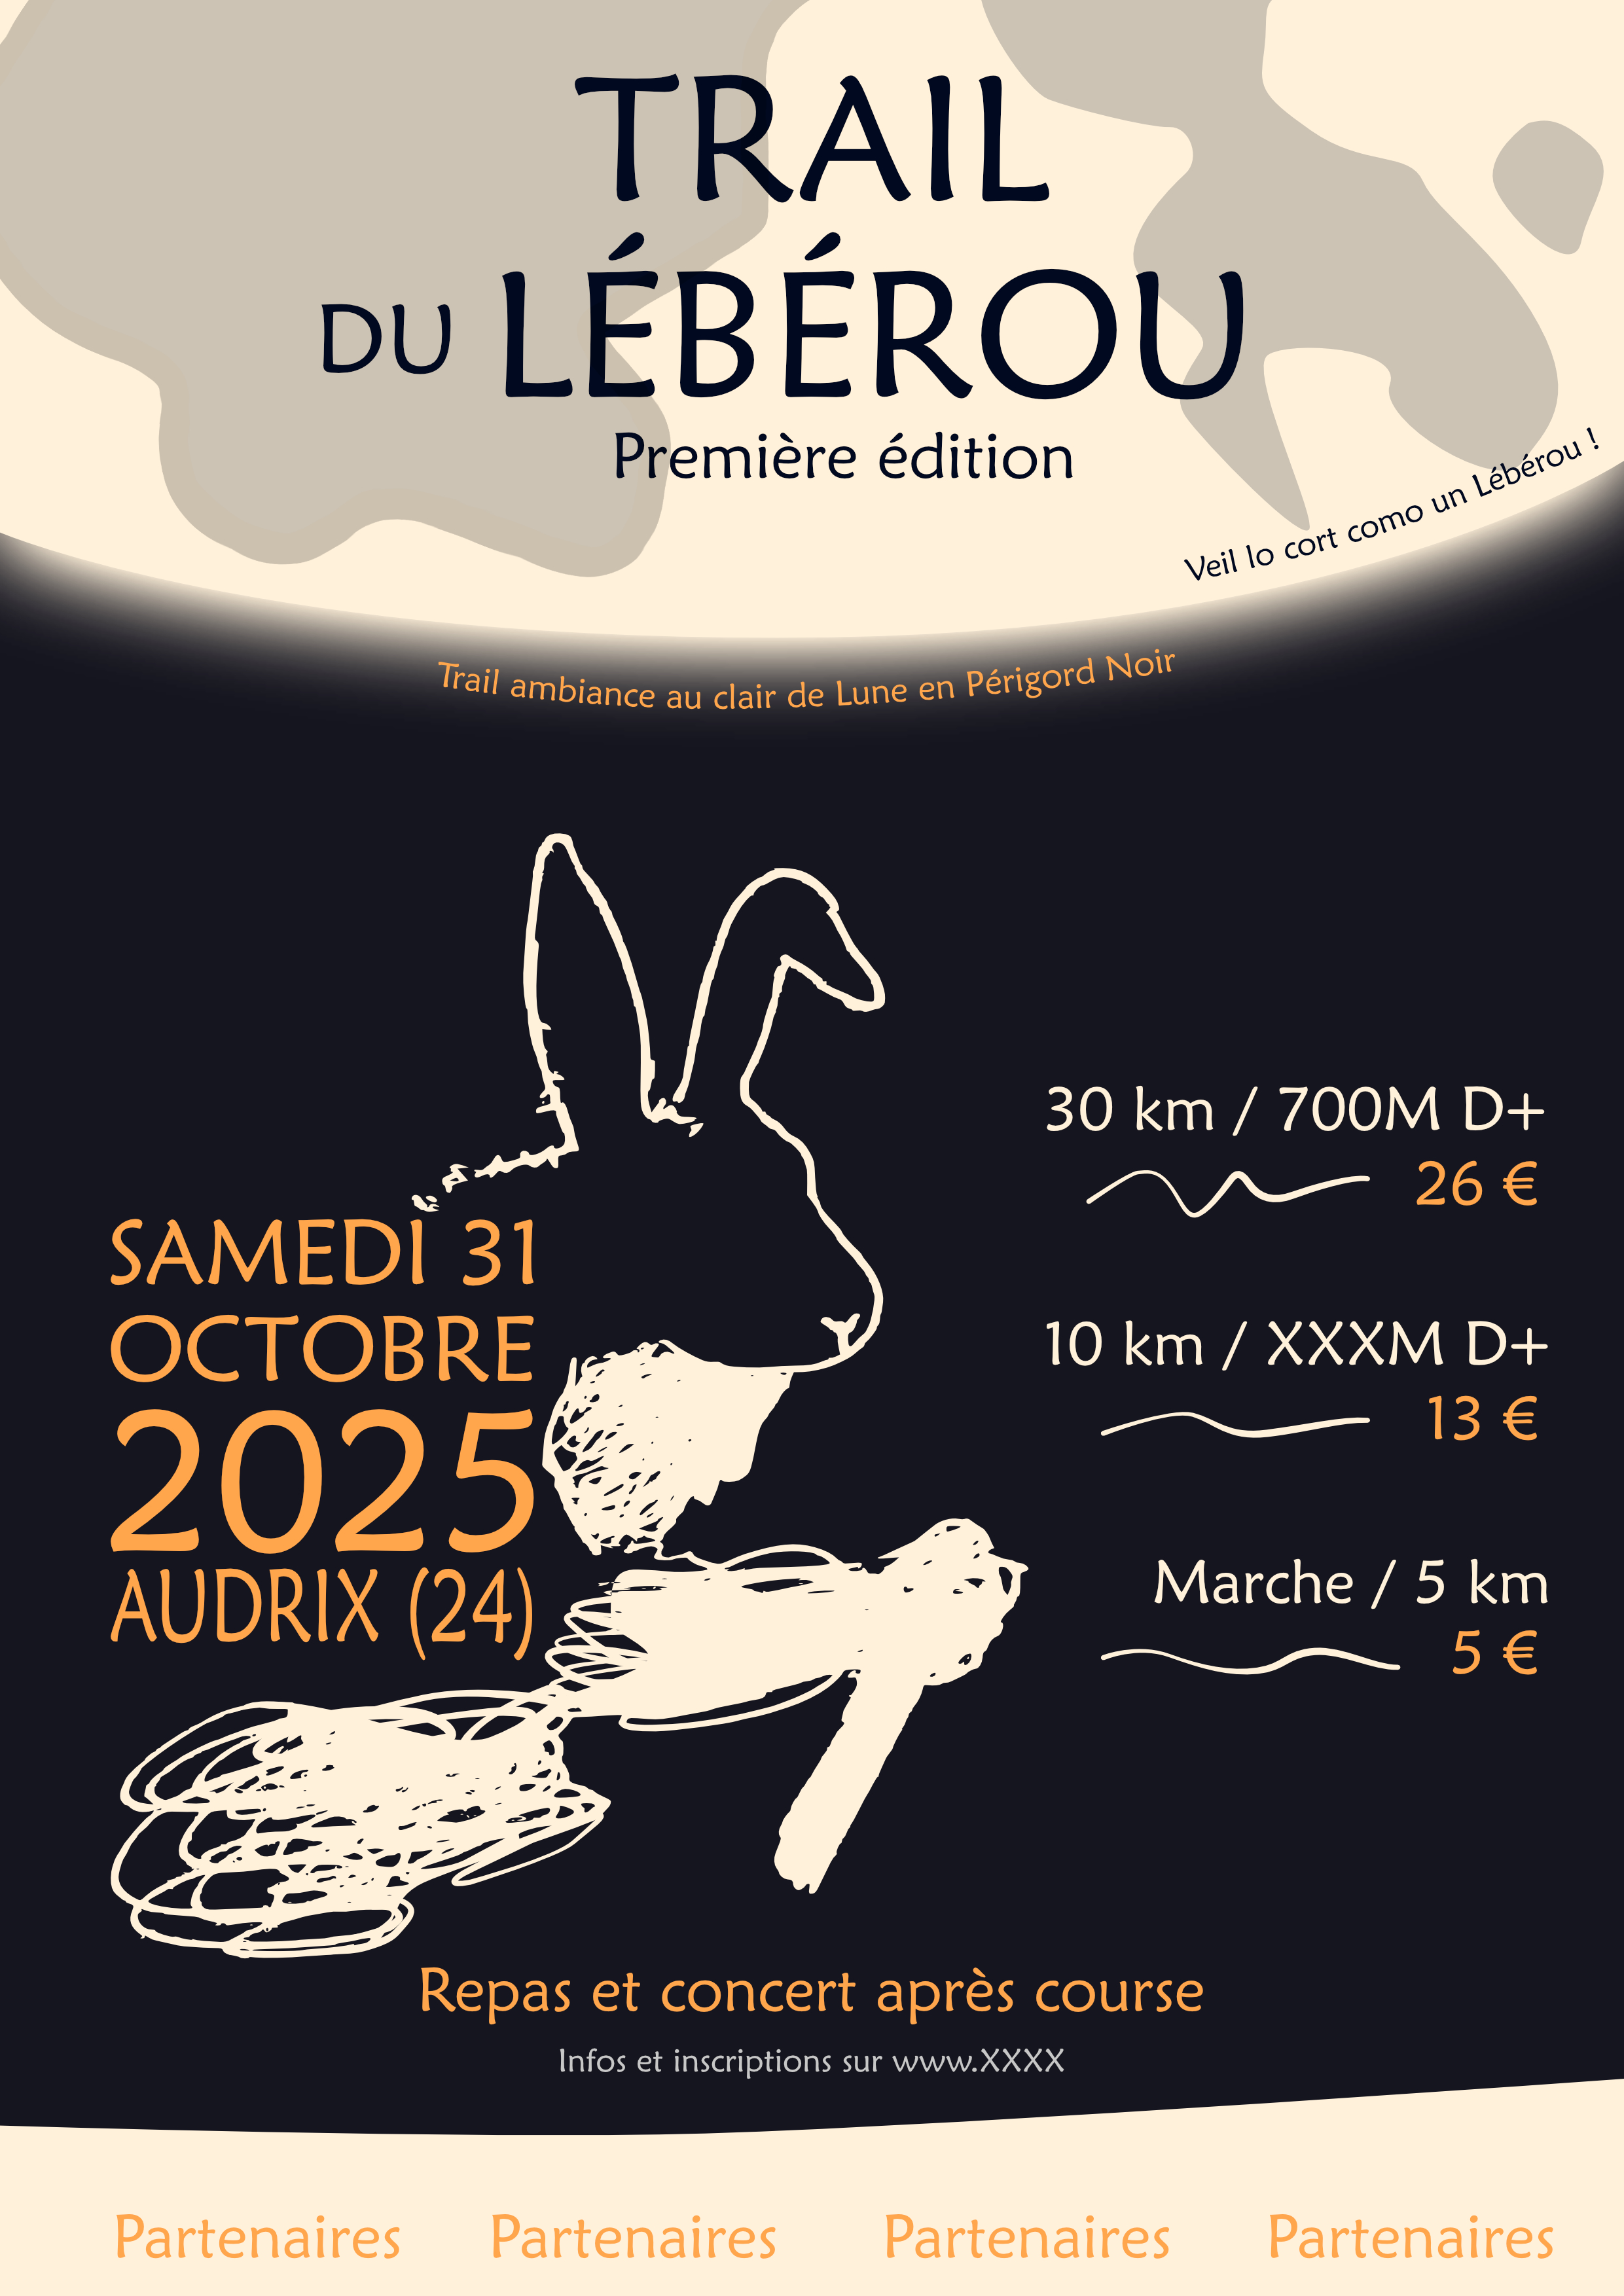 TRAIL
DU LÉBÉROU
Première édition
Veil lo cort como un Lébérou !
Trail ambiance au clair de Lune en Périgord Noir
SAMEDI 31
OCTOBRE
2025
AUDRIX (24)
30 km / 700M D+
26 €
10 km / XXXM D+
13 €
Marche / 5 km
5 €
Repas et concert après course
Infos et inscriptions sur www.XXXX
Partenaires Partenaires Partenaires Partenaires